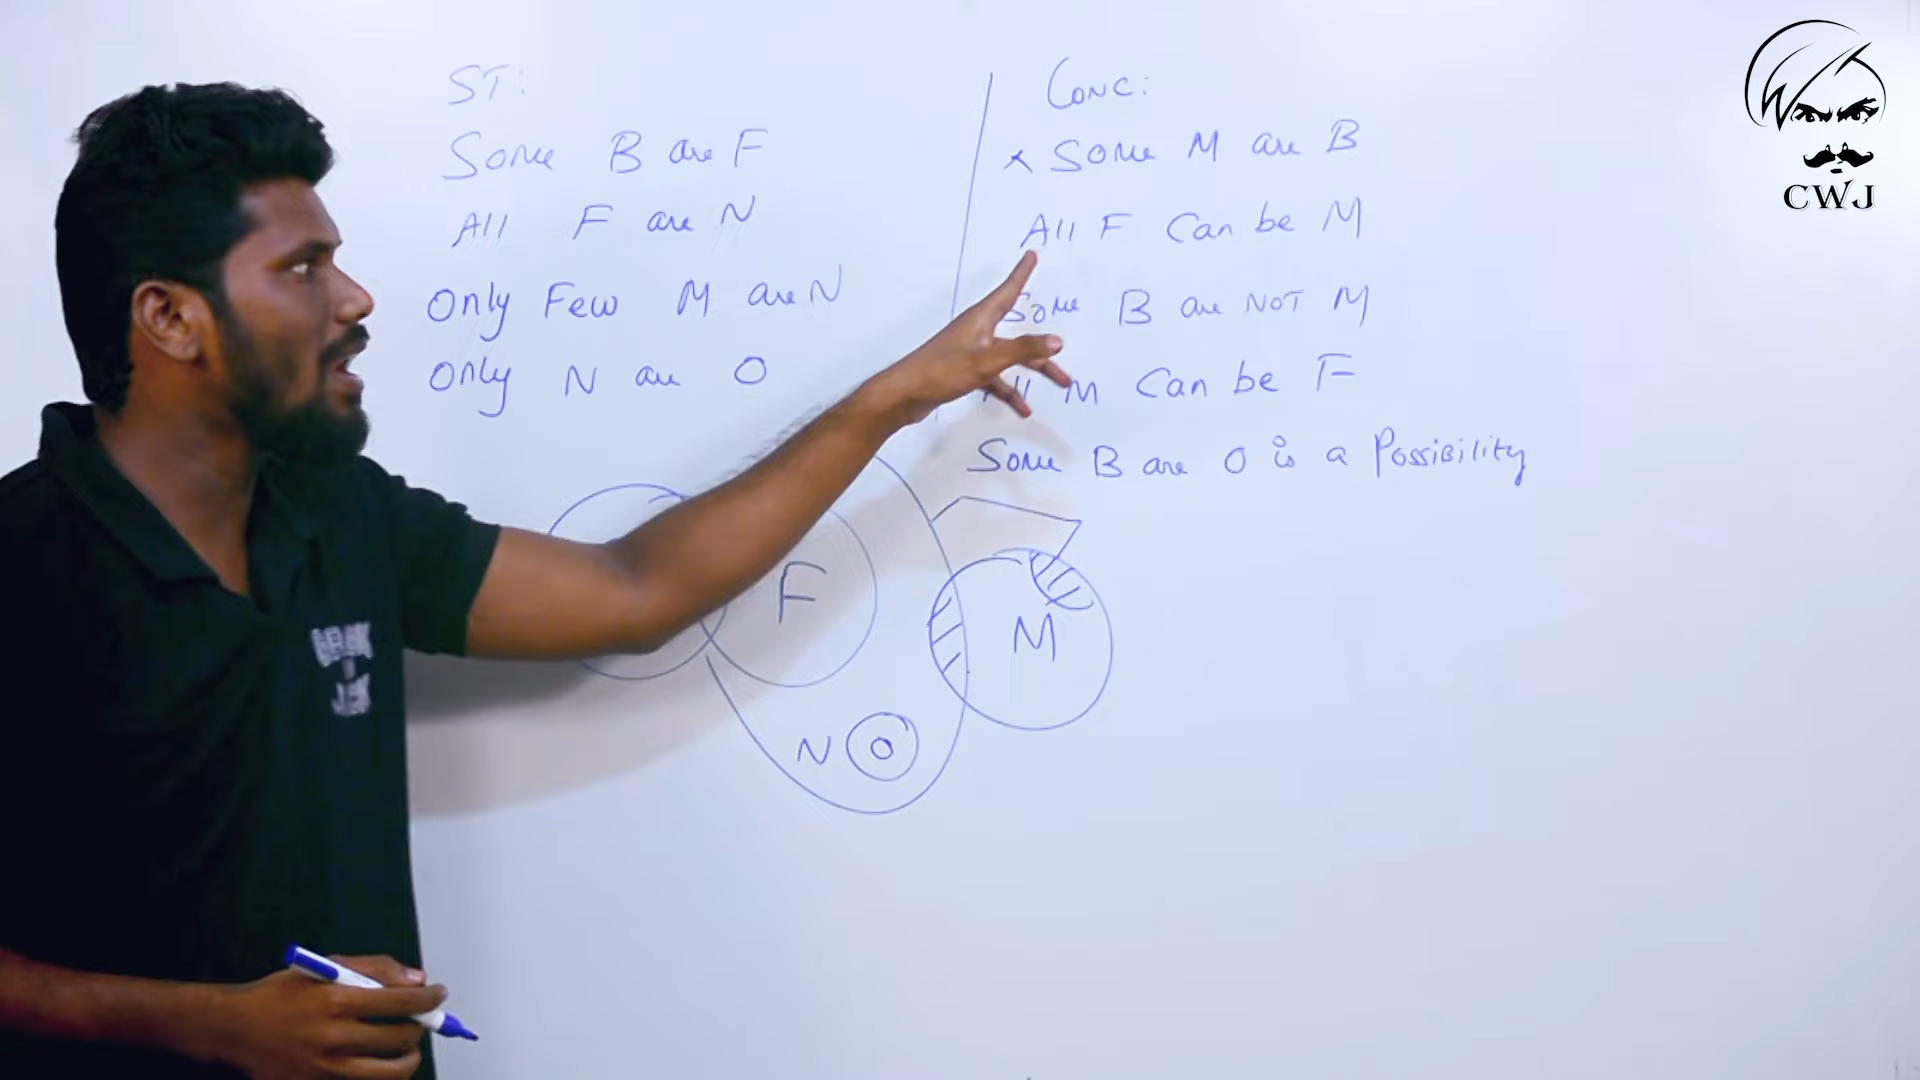 ST:
Some B are F
All F are N
Only Few M are N
Only N are O
Conc:
x Some M are B
All F Can be M
Some B are NOT M
All M Can be F
Some B are O is a Possibility
F
M
N O
CWJ